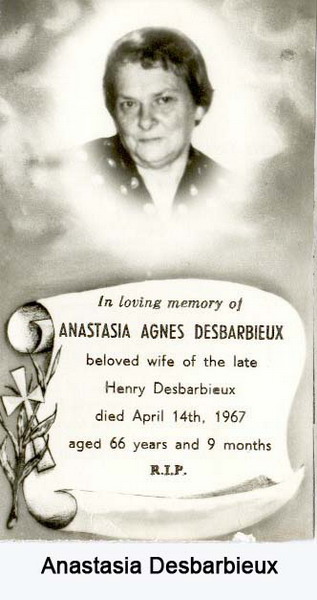 In loving memory of
ANASTASIA AGNES DESBARBIEUX
beloved wife of the late
Henry Desbarbieux
died April 14th, 1967
aged 66 years and 9 months
R.I.P.
Anastasia Desbarbieux